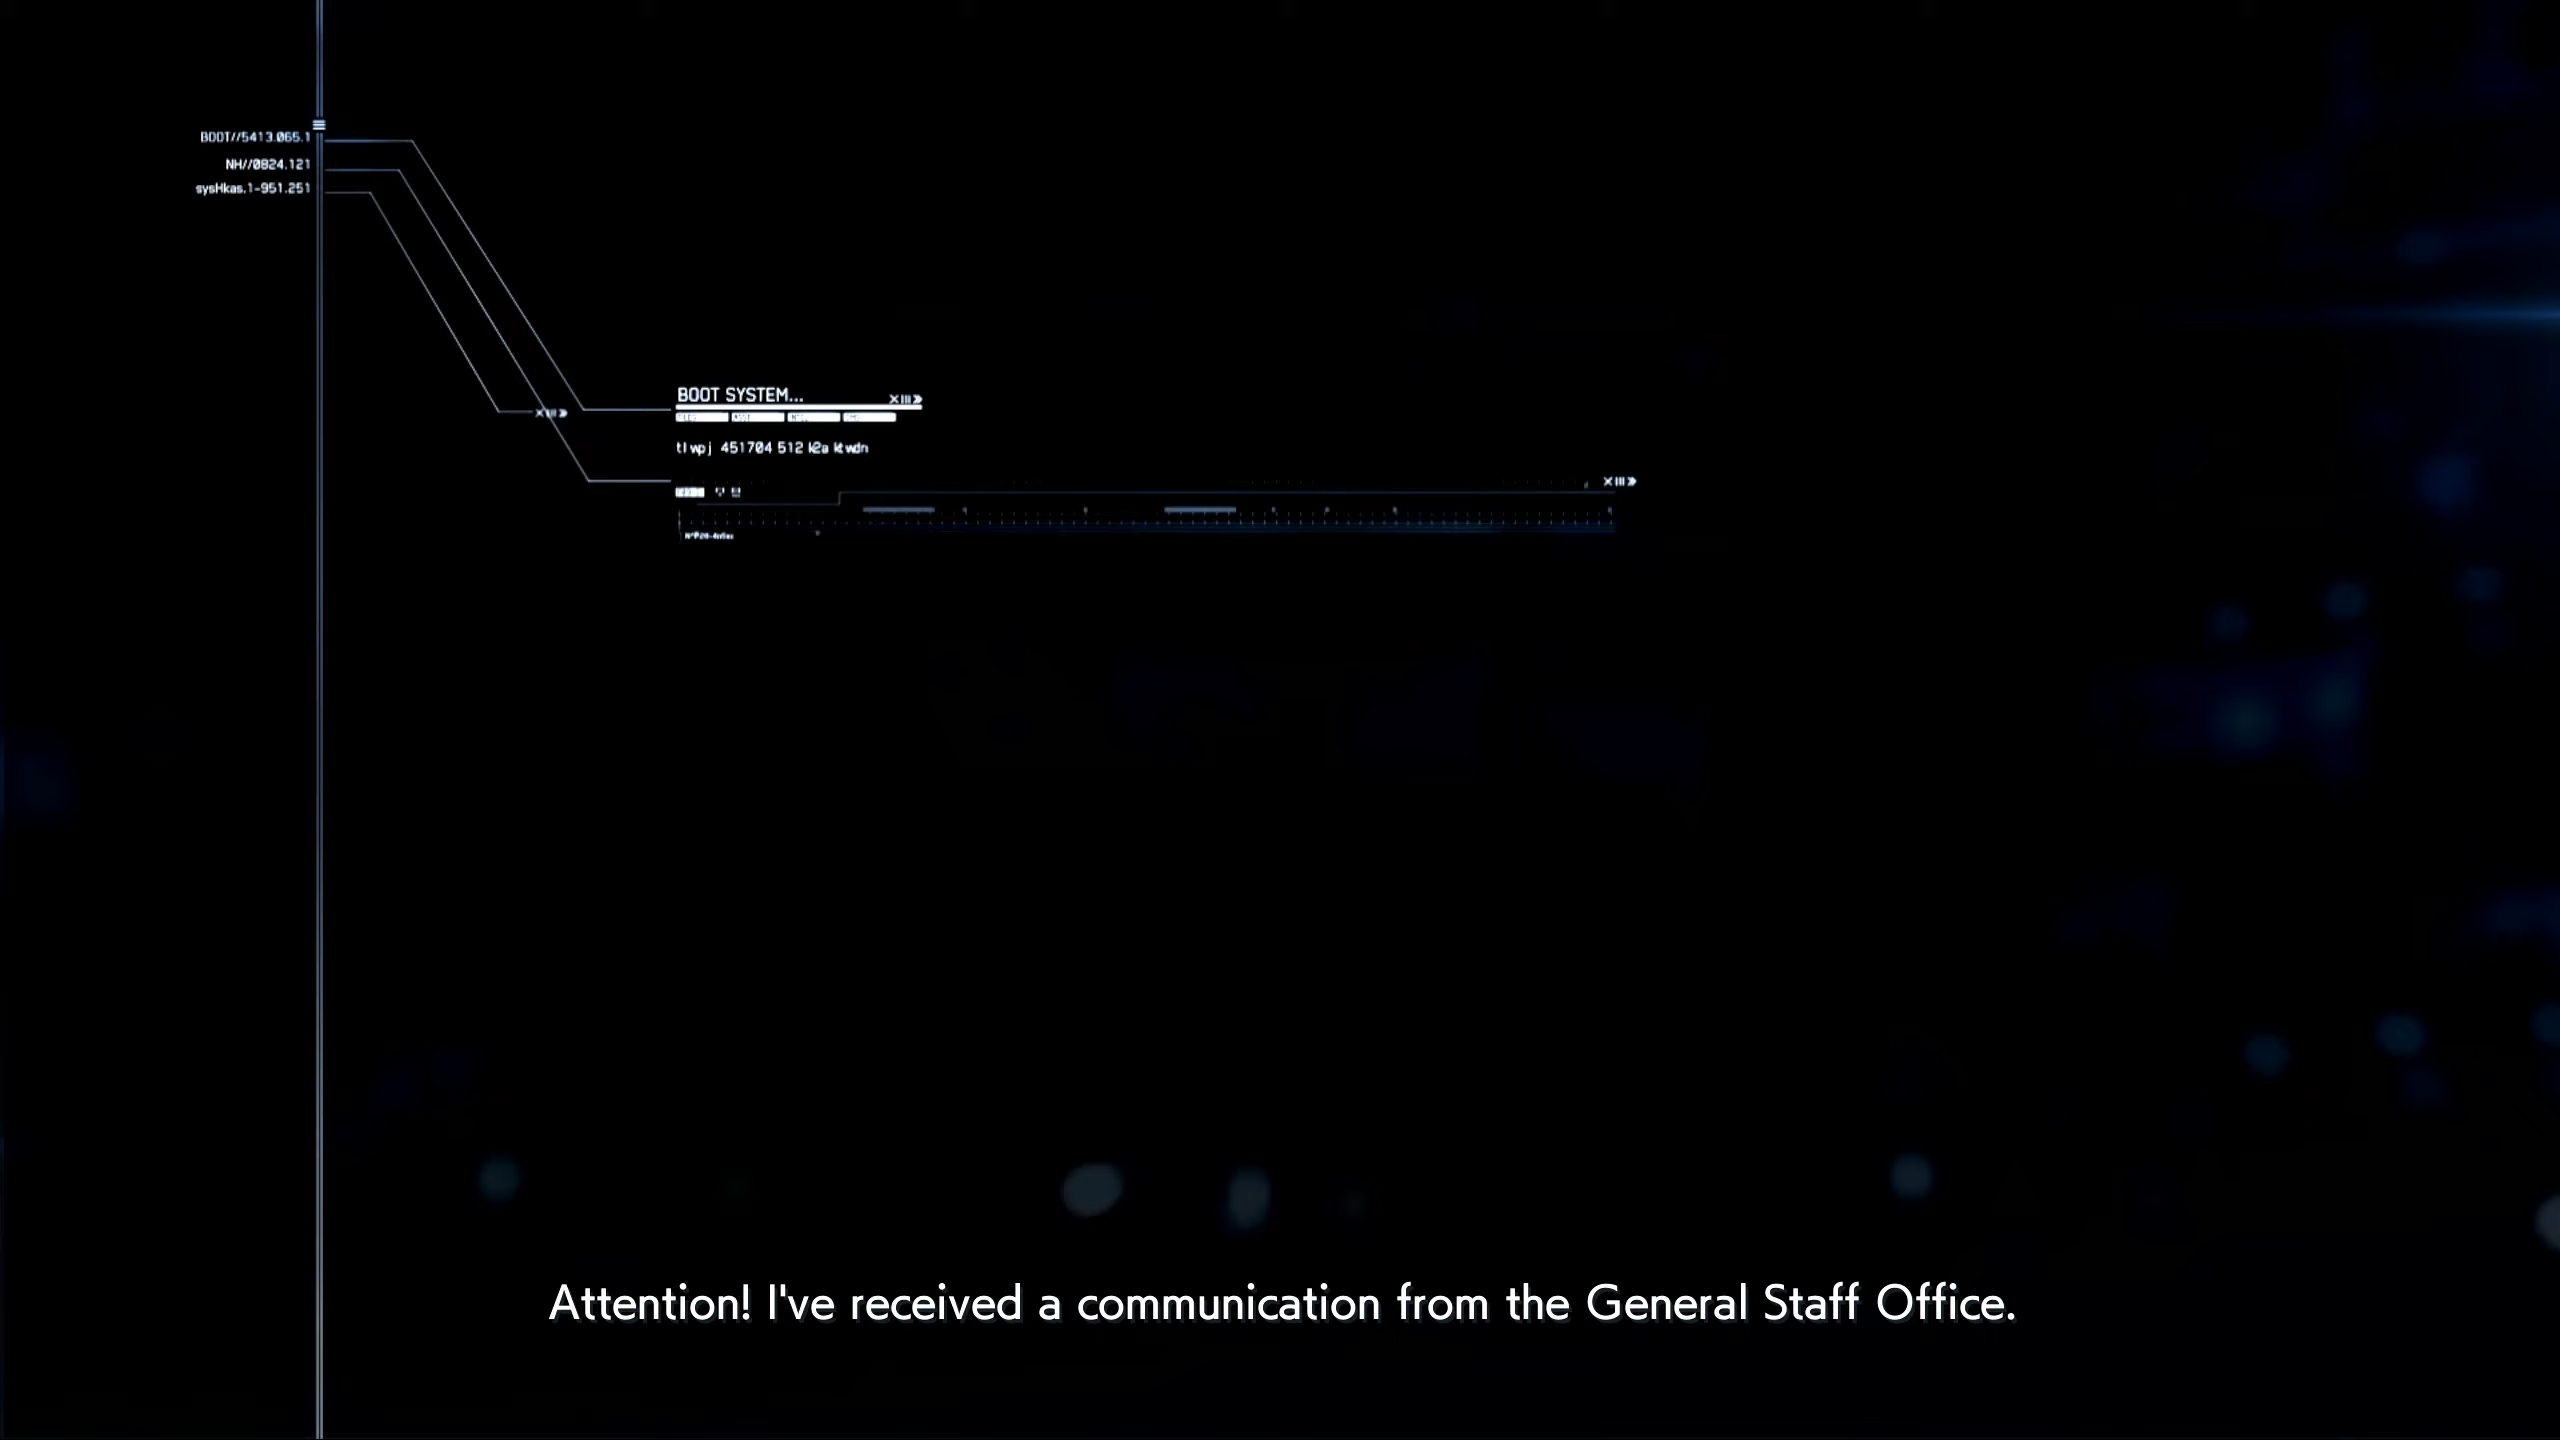 BOOT//5413.065.1
NH//0824.121
sysHkas.1-951.251
BOOT SYSTEM...
tlwpj 451704 512 k2a ktwdn
Attention! I've received a communication from the General Staff Office.